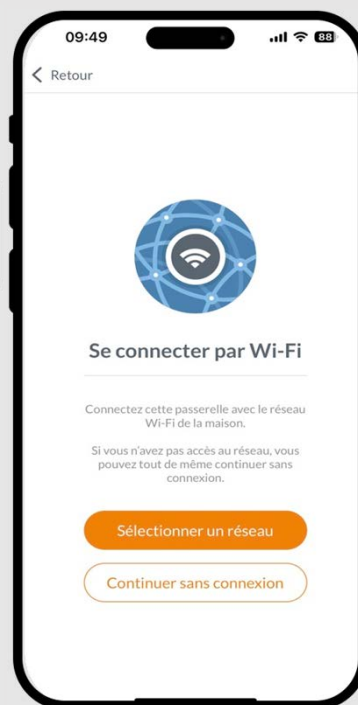 09:49
88
Retour
Se connecter par Wi-Fi
Connectez cette passerelle avec le réseau
Wi-Fi de la maison.
Si vous n'avez pas accès au réseau, vous
pouvez tout de même continuer sans
connexion.
Sélectionner un réseau
Continuer sans connexion